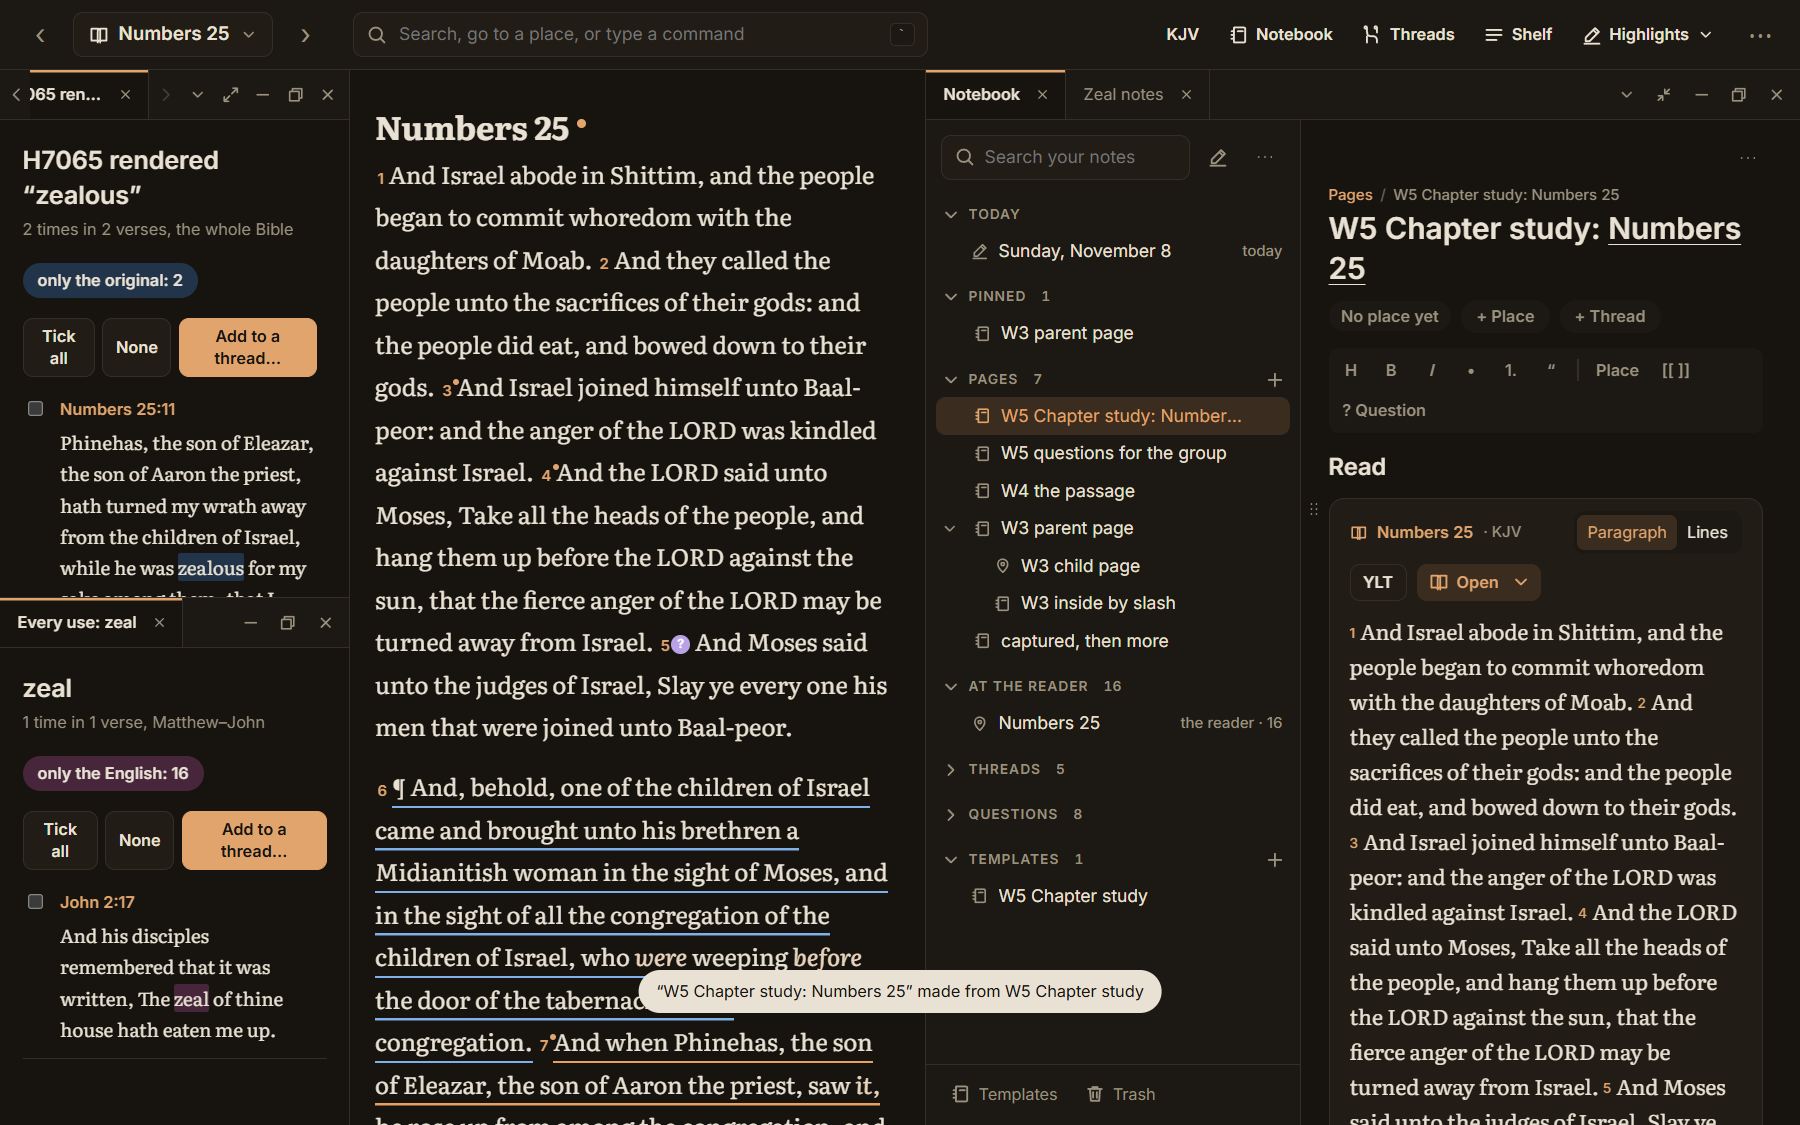 Numbers 25
Search, go to a place, or type a command
`
KJV
Notebook
Threads
Shelf
Highlights
065 ren...
H7065 rendered
“zealous”
2 times in 2 verses, the whole Bible
only the original: 2
Tick
all
None
Add to a
thread...
Numbers 25:11
Phinehas, the son of Eleazar,
the son of Aaron the priest,
hath turned my wrath away
from the children of Israel,
while he was zealous for my
Every use: zeal
zeal
1 time in 1 verse, Matthew–John
only the English: 16
Tick
all
None
Add to a
thread...
John 2:17
And his disciples
remembered that it was
written, The zeal of thine
house hath eaten me up.
Numbers 25
1 And Israel abode in Shittim, and the people
began to commit whoredom with the
daughters of Moab. 2 And they called the
people unto the sacrifices of their gods: and
the people did eat, and bowed down to their
gods. 3 And Israel joined himself unto Baal-
peor: and the anger of the LORD was kindled
against Israel. 4 And the LORD said unto
Moses, Take all the heads of the people, and
hang them up before the LORD against the
sun, that the fierce anger of the LORD may be
turned away from Israel. 5 ? And Moses said
unto the judges of Israel, Slay ye every one his
men that were joined unto Baal-peor.
6 ¶ And, behold, one of the children of Israel
came and brought unto his brethren a
Midianitish woman in the sight of Moses, and
in the sight of all the congregation of the
children of Israel, who were weeping before
the door of the tabernac
congregation. 7 And when Phinehas, the son
of Eleazar, the son of Aaron the priest, saw it,
he rose up from among the congregation, and
“W5 Chapter study: Numbers 25” made from W5 Chapter study
Notebook
Zeal notes
Search your notes
TODAY
Sunday, November 8 today
PINNED 1
W3 parent page
PAGES 7
W5 Chapter study: Number...
W5 questions for the group
W4 the passage
W3 parent page
W3 child page
W3 inside by slash
captured, then more
AT THE READER 16
Numbers 25 the reader · 16
THREADS 5
QUESTIONS 8
TEMPLATES 1
W5 Chapter study
Templates
Trash
Pages / W5 Chapter study: Numbers 25
W5 Chapter study: Numbers
25
No place yet
+ Place
+ Thread
H B I • 1. “ Place [[ ]]
? Question
Read
Numbers 25 · KJV
Paragraph
Lines
YLT
Open
1 And Israel abode in Shittim, and the
people began to commit whoredom
with the daughters of Moab. 2 And
they called the people unto the
sacrifices of their gods: and the people
did eat, and bowed down to their gods.
3 And Israel joined himself unto Baal-
peor: and the anger of the LORD was
kindled against Israel. 4 And the LORD
said unto Moses, Take all the heads of
the people, and hang them up before
the LORD against the sun, that the
fierce anger of the LORD may be
turned away from Israel. 5 And Moses
said unto the judges of Israel, Slay ye